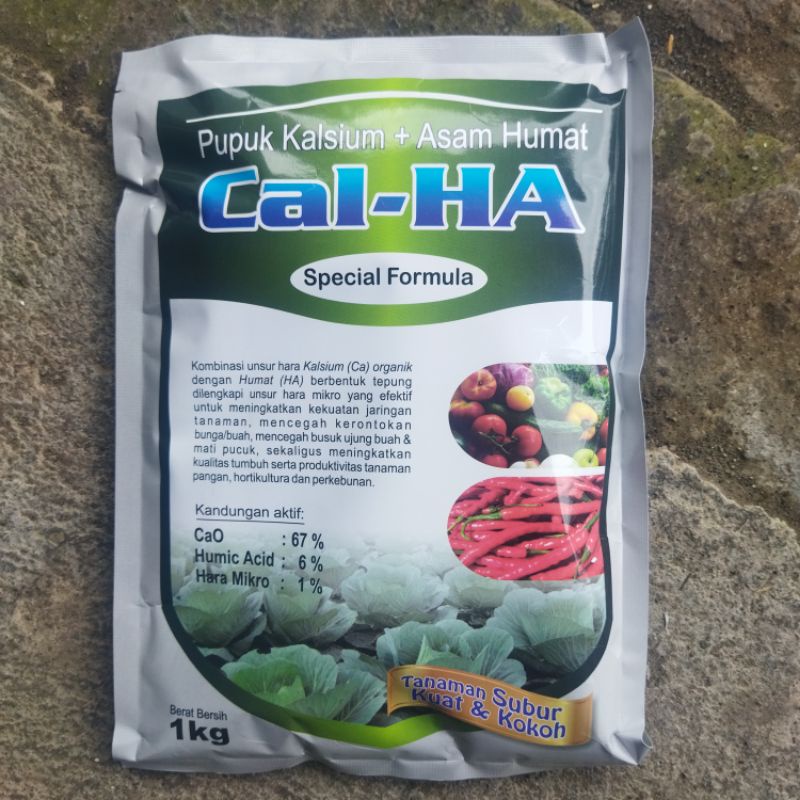 Pupuk Kalsium + Asam Humat
Cal-HA
Special Formula
Kombinasi unsur hara Kalsium (Ca) organik
dengan Humat (HA) berbentuk tepung
dilengkapi unsur hara mikro yang efektif
untuk meningkatkan kekuatan jaringan
tanaman, mencegah kerontokan
bunga/buah, mencegah busuk ujung buah &
mati pucuk, sekaligus meningkatkan
kualitas tumbuh serta produktivitas tanaman
pangan, hortikultura dan perkebunan.
Kandungan aktif:
CaO : 67 %
Humic Acid : 6 %
Hara Mikro : 1 %
Tanaman Subur
Kuat & Kokoh
Berat Bersih
1kg